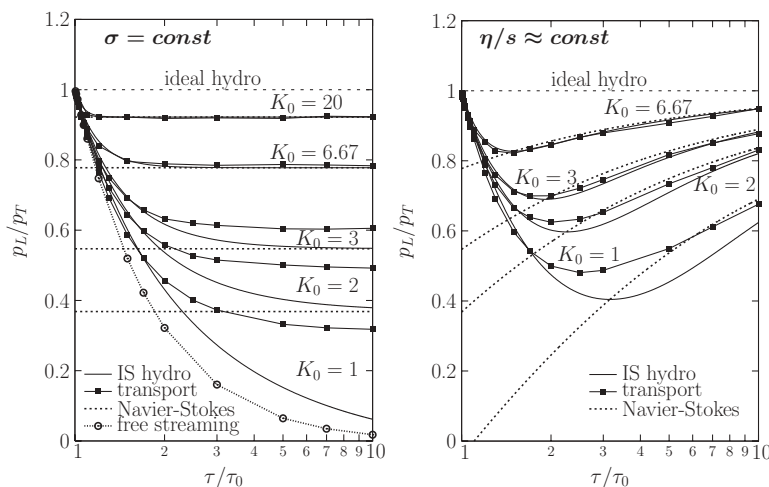 σ = const
ideal hydro
K₀ = 20
K₀ = 6.67
K₀ = 3
K₀ = 2
K₀ = 1
IS hydro
transport
Navier-Stokes
free streaming
p_L/p_T
1.2
1
0.8
0.6
0.4
0.2
0
1 2 3 4 5 6 7 8 9 10
τ/τ₀
η/s ≈ const
ideal hydro
K₀ = 6.67
K₀ = 3
K₀ = 2
K₀ = 1
IS hydro
transport
Navier-Stokes
p_L/p_T
1.2
1
0.8
0.6
0.4
0.2
0
1 2 3 4 5 6 7 8 9 10
τ/τ₀